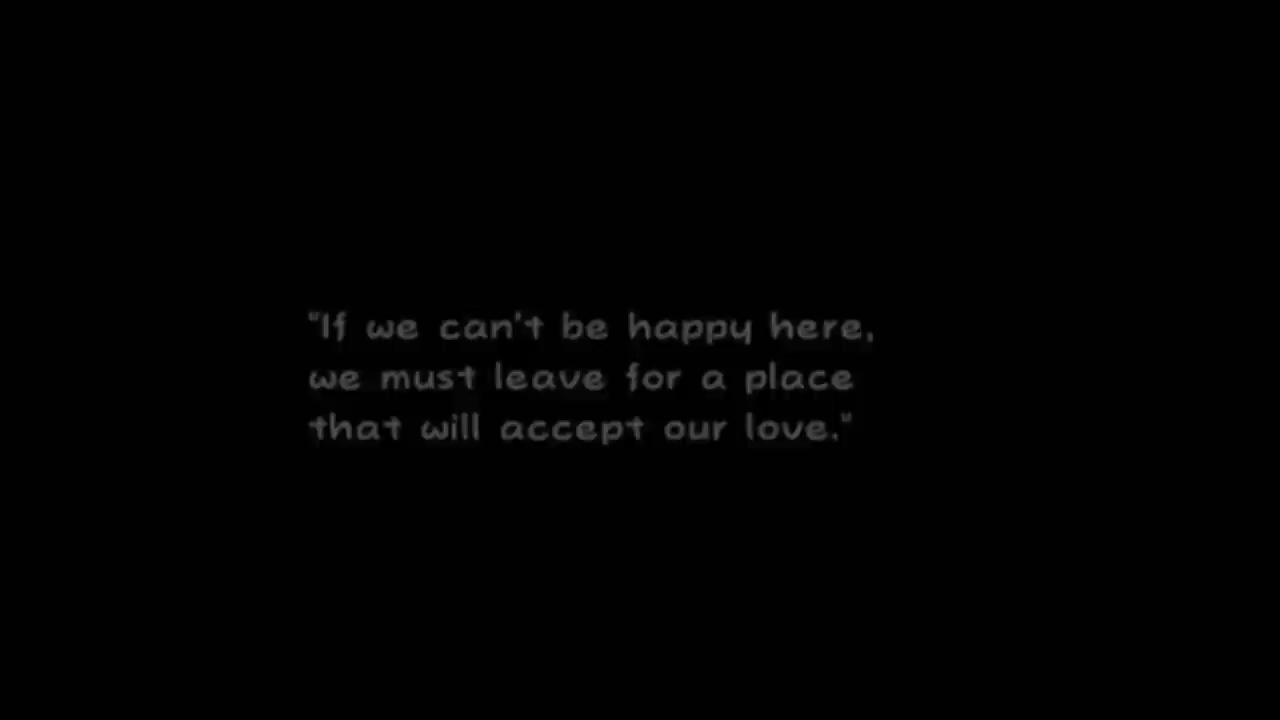 "If we can't be happy here,
we must leave for a place
that will accept our love."